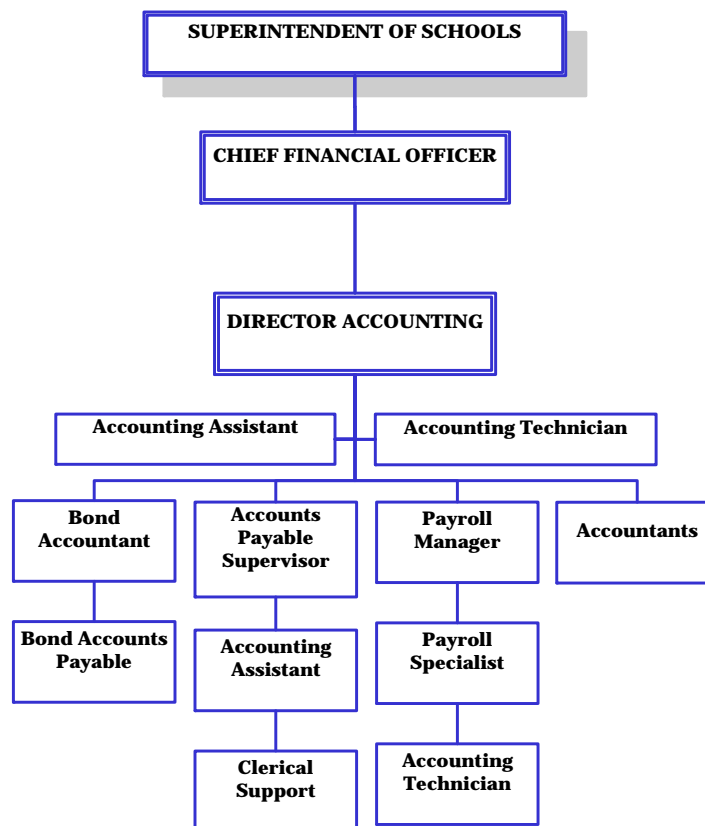 SUPERINTENDENT OF SCHOOLS
CHIEF FINANCIAL OFFICER
DIRECTOR ACCOUNTING
Accounting Assistant
Accounting Technician
Bond
Accountant
Accounts
Payable
Supervisor
Payroll
Manager
Accountants
Bond Accounts
Payable
Accounting
Assistant
Payroll
Specialist
Clerical
Support
Accounting
Technician